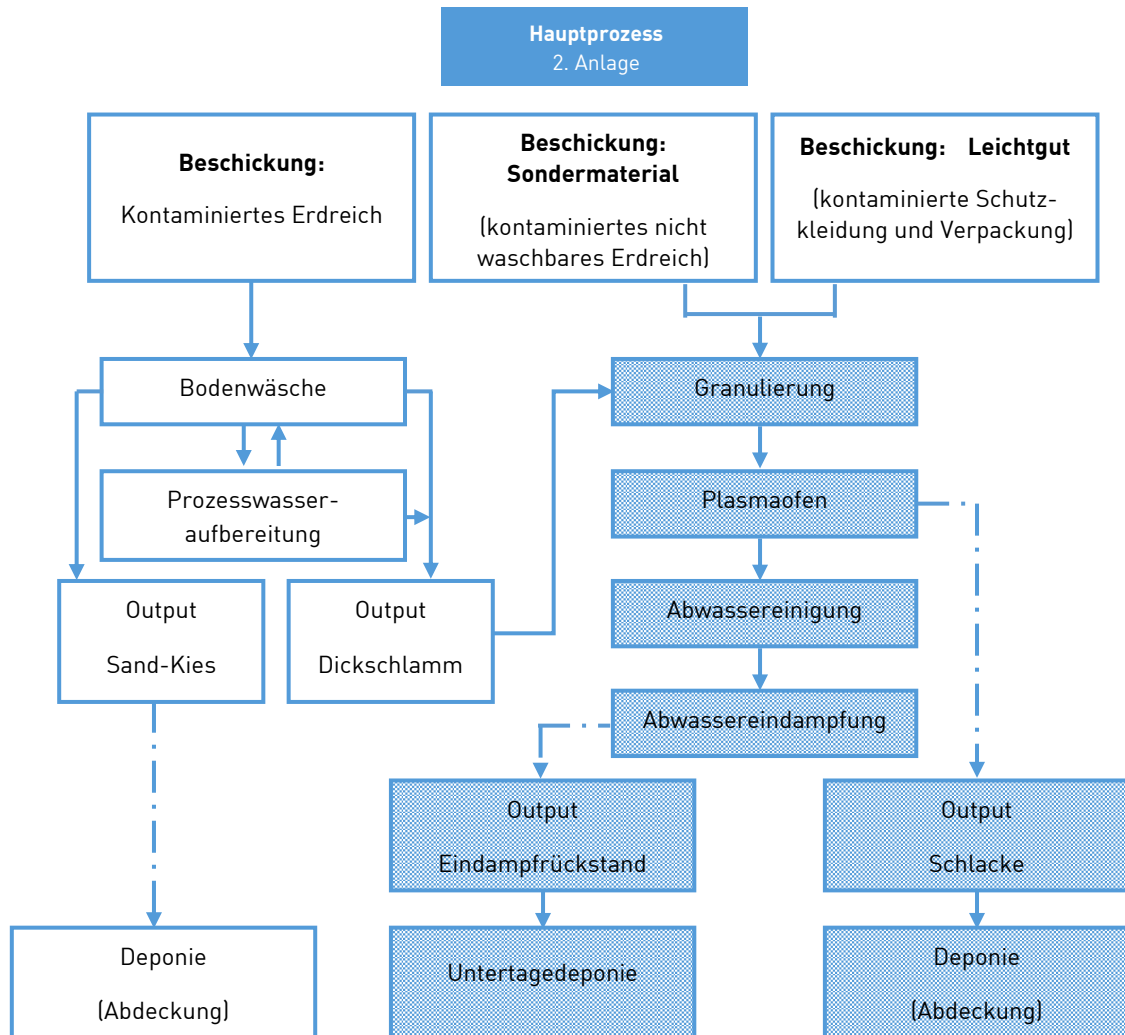 Hauptprozess
2. Anlage
Beschickung:
Kontaminiertes Erdreich
Beschickung:
Sondermaterial
(kontaminiertes nicht
waschbares Erdreich)
Beschickung: Leichtgut
(kontaminierte Schutz-
kleidung und Verpackung)
Bodenwäsche
Granulierung
Prozesswasser-
aufbereitung
Plasmaofen
Output
Sand-Kies
Output
Dickschlamm
Abwassereinigung
Abwassereindampfung
Output
Eindampfrückstand
Output
Schlacke
Deponie
(Abdeckung)
Untertagedeponie
Deponie
(Abdeckung)